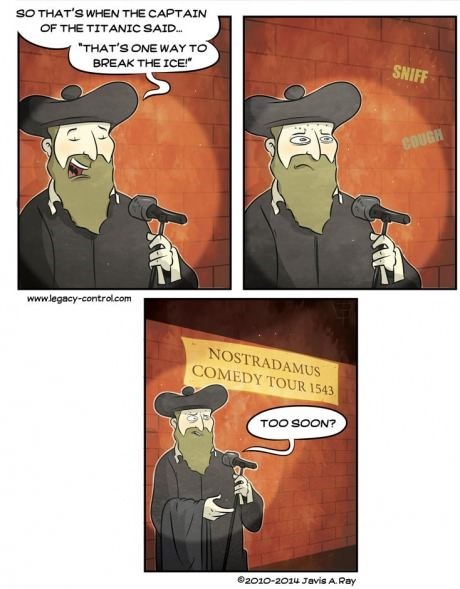 SO THAT'S WHEN THE CAPTAIN
OF THE TITANIC SAID...
"THAT'S ONE WAY TO
BREAK THE ICE!"
SNIFF
COUGH
www.legacy-control.com
NOSTRADAMUS
COMEDY TOUR 1543
TOO SOON?
©2010-2014 Javis A. Ray